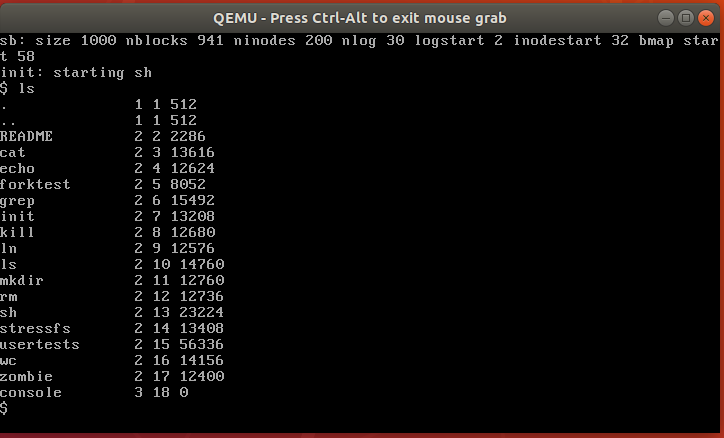 QEMU - Press Ctrl-Alt to exit mouse grab
sb: size 1000 nblocks 941 ninodes 200 nlog 30 logstart 2 inodestart 32 bmap star
t 58
init: starting sh
$ ls
. 1 1 512
.. 1 1 512
README 2 2 2286
cat 2 3 13616
echo 2 4 12624
forktest 2 5 8052
grep 2 6 15492
init 2 7 13208
kill 2 8 12680
ln 2 9 12576
ls 2 10 14760
mkdir 2 11 12760
rm 2 12 12736
sh 2 13 23224
stressfs 2 14 13408
usertests 2 15 56336
wc 2 16 14156
zombie 2 17 12400
console 3 18 0
$